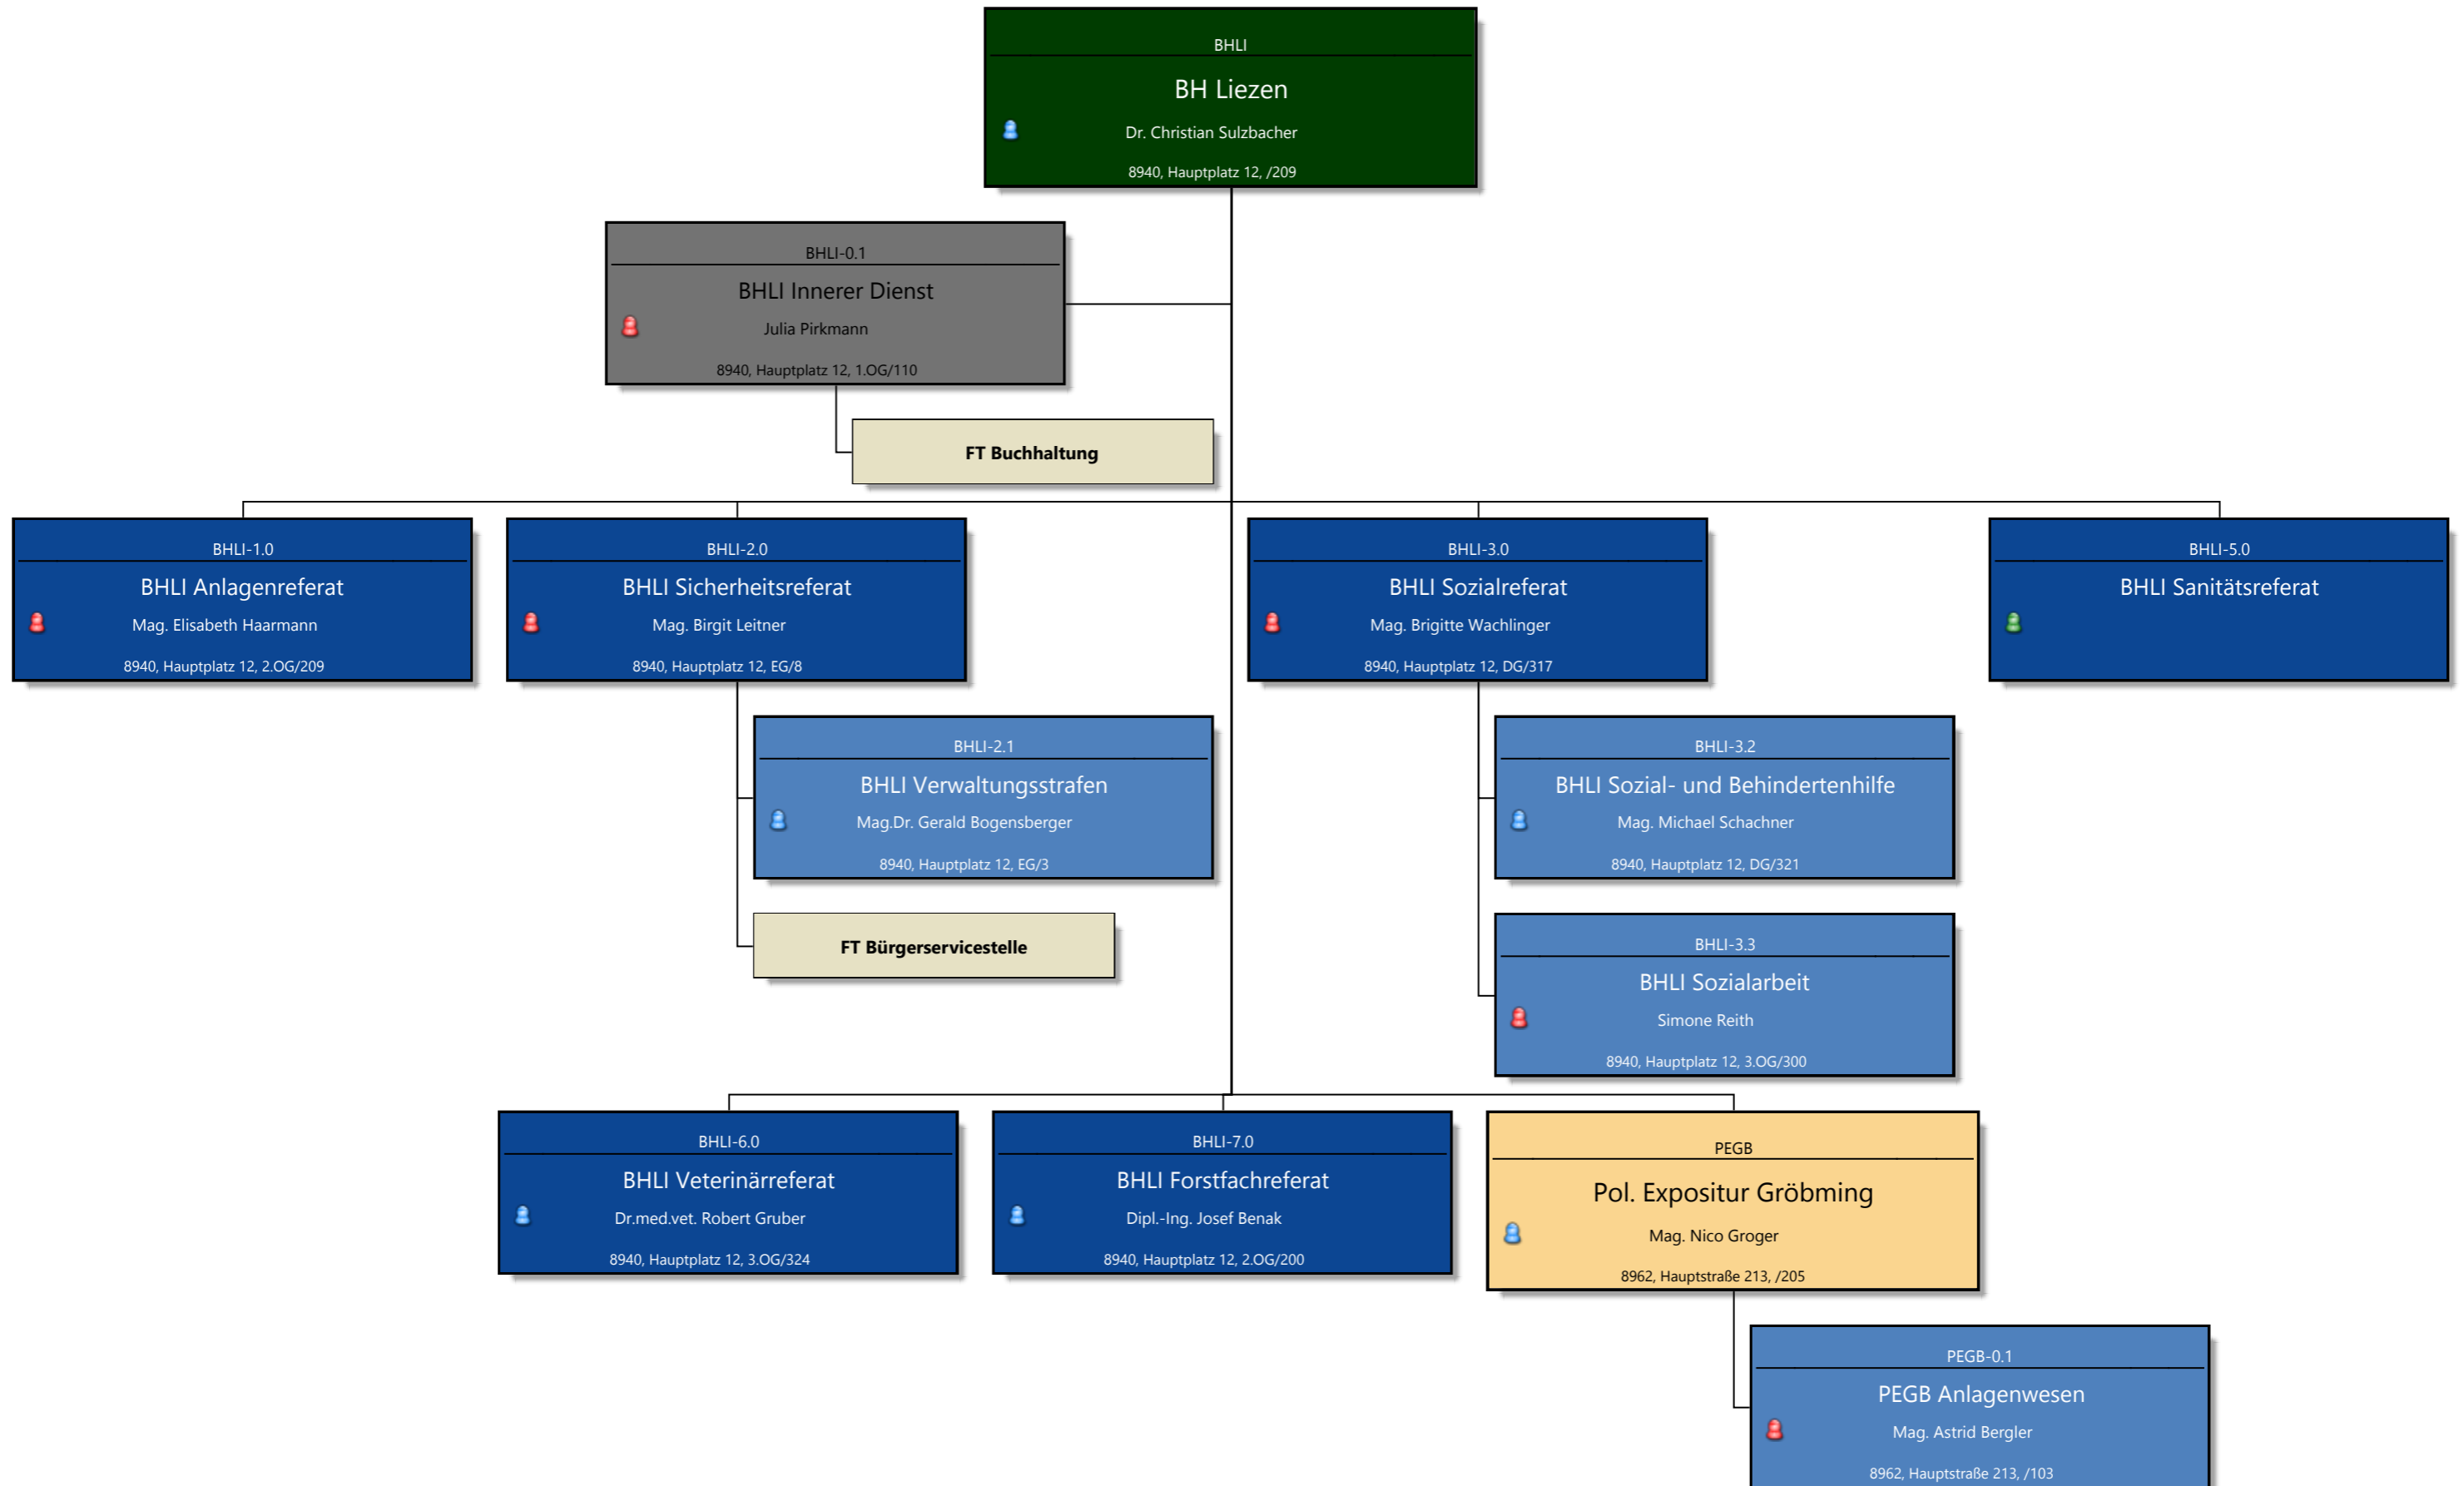 BHLI
BH Liezen
Dr. Christian Sulzbacher
8940, Hauptplatz 12, /209
BHLI-0.1
BHLI Innerer Dienst
Julia Pirkmann
8940, Hauptplatz 12, 1.OG/110
FT Buchhaltung
BHLI-1.0
BHLI Anlagenreferat
Mag. Elisabeth Haarmann
8940, Hauptplatz 12, 2.OG/209
BHLI-2.0
BHLI Sicherheitsreferat
Mag. Birgit Leitner
8940, Hauptplatz 12, EG/8
BHLI-3.0
BHLI Sozialreferat
Mag. Brigitte Wachlinger
8940, Hauptplatz 12, DG/317
BHLI-5.0
BHLI Sanitätsreferat
BHLI-2.1
BHLI Verwaltungsstrafen
Mag.Dr. Gerald Bogensberger
8940, Hauptplatz 12, EG/3
FT Bürgerservicestelle
BHLI-3.2
BHLI Sozial- und Behindertenhilfe
Mag. Michael Schachner
8940, Hauptplatz 12, DG/321
BHLI-3.3
BHLI Sozialarbeit
Simone Reith
8940, Hauptplatz 12, 3.OG/300
BHLI-6.0
BHLI Veterinärreferat
Dr.med.vet. Robert Gruber
8940, Hauptplatz 12, 3.OG/324
BHLI-7.0
BHLI Forstfachreferat
Dipl.-Ing. Josef Benak
8940, Hauptplatz 12, 2.OG/200
PEGB
Pol. Expositur Gröbming
Mag. Nico Groger
8962, Hauptstraße 213, /205
PEGB-0.1
PEGB Anlagenwesen
Mag. Astrid Bergler
8962, Hauptstraße 213, /103